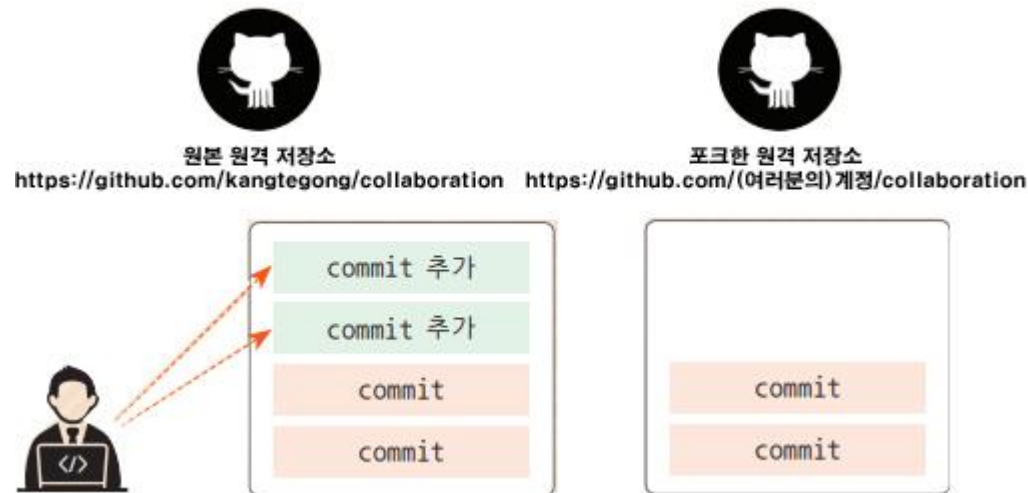 원본 원격 저장소
https://github.com/kangtegong/collaboration
포크한 원격 저장소
https://github.com/(여러분의)계정/collaboration
commit 추가
commit 추가
commit
commit
commit
commit
</>